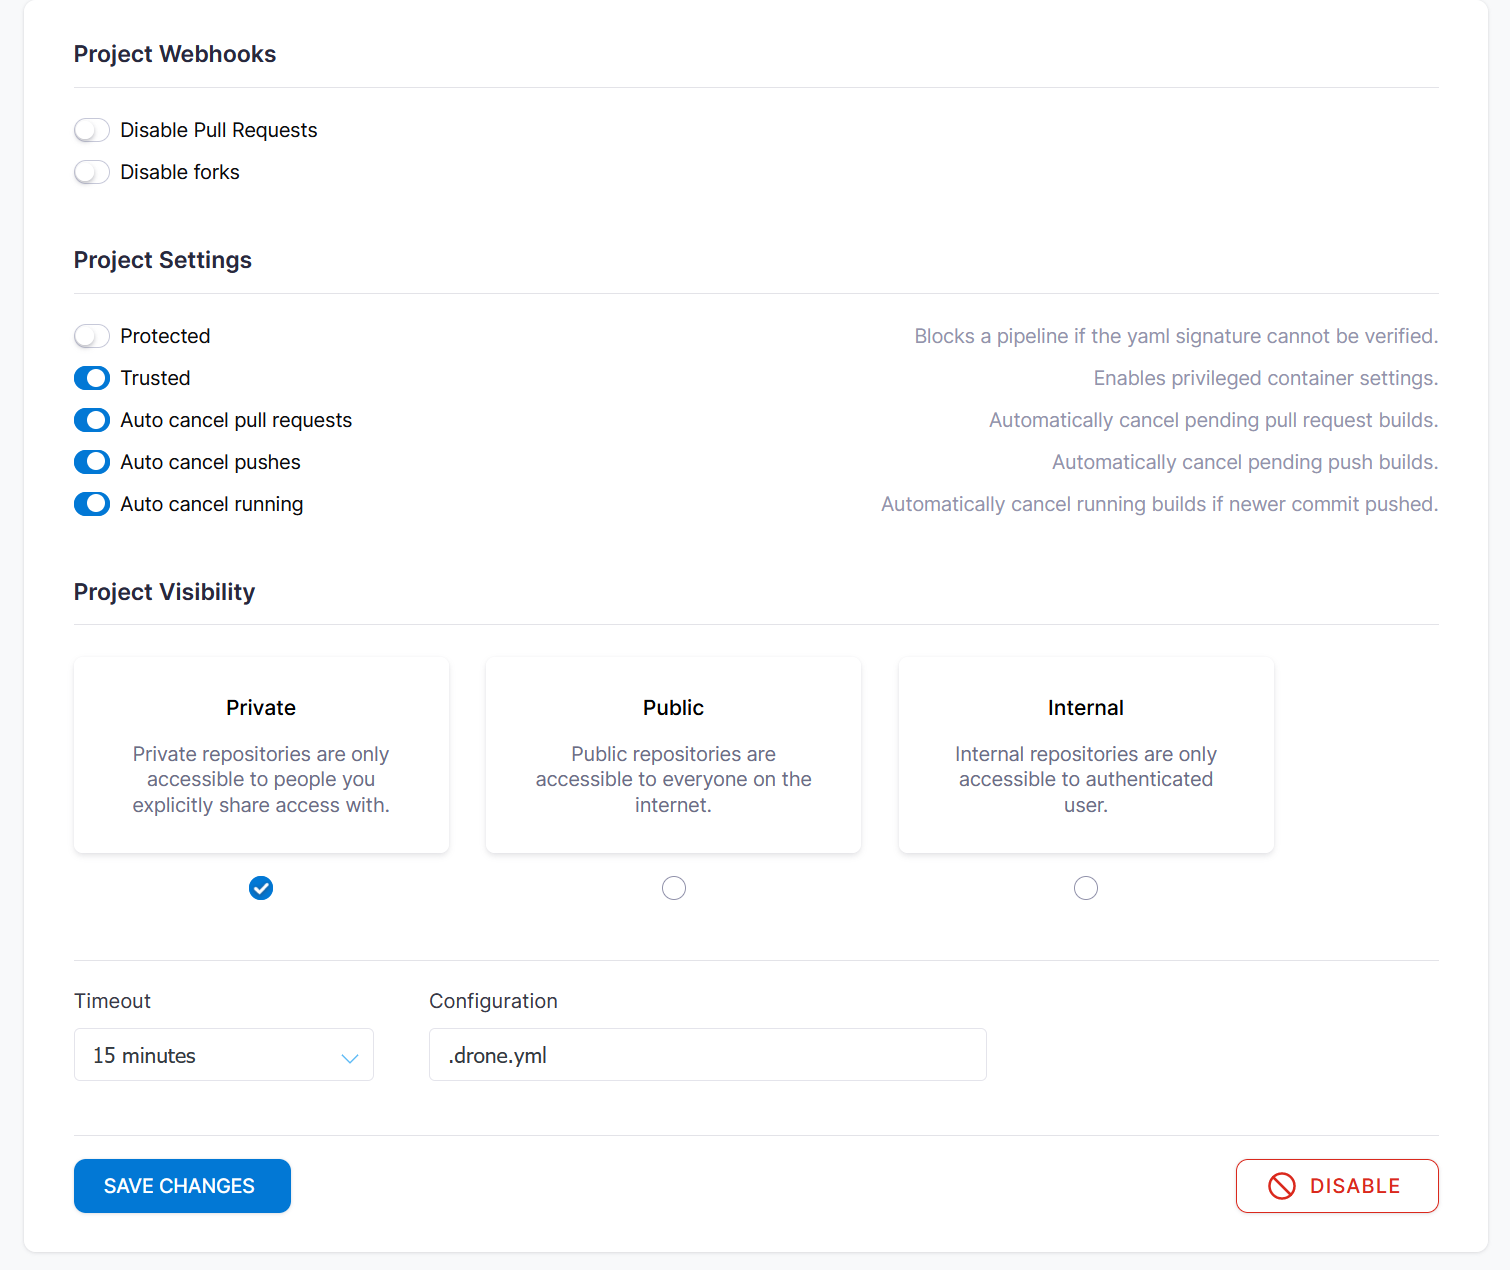 Project Webhooks
Disable Pull Requests
Disable forks
Project Settings
Protected
Blocks a pipeline if the yaml signature cannot be verified.
Trusted
Enables privileged container settings.
Auto cancel pull requests
Automatically cancel pending pull request builds.
Auto cancel pushes
Automatically cancel pending push builds.
Auto cancel running
Automatically cancel running builds if newer commit pushed.
Project Visibility
Private
Private repositories are only
accessible to people you
explicitly share access with.
Public
Public repositories are
accessible to everyone on the
internet.
Internal
Internal repositories are only
accessible to authenticated
user.
Timeout
15 minutes
Configuration
.drone.yml
SAVE CHANGES
DISABLE